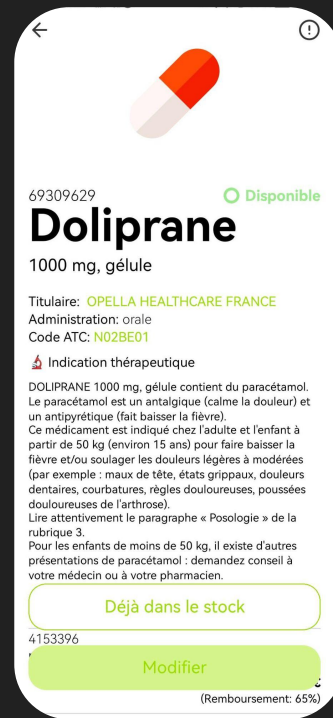 69309629
Disponible
Doliprane
1000 mg, gélule
Titulaire: OPELLA HEALTHCARE FRANCE
Administration: orale
Code ATC: N02BE01
Indication thérapeutique
DOLIPRANE 1000 mg, gélule contient du paracétamol.
Le paracétamol est un antalgique (calme la douleur) et
un antipyrétique (fait baisser la fièvre).
Ce médicament est indiqué chez l'adulte et l'enfant à
partir de 50 kg (environ 15 ans) pour faire baisser la
fièvre et/ou soulager les douleurs légères à modérées
(par exemple : maux de tête, états grippaux, douleurs
dentaires, courbatures, règles douloureuses, poussées
douloureuses de l'arthrose).
Lire attentivement le paragraphe « Posologie » de la
rubrique 3.
Pour les enfants de moins de 50 kg, il existe d'autres
présentations de paracétamol : demandez conseil à
votre médecin ou à votre pharmacien.
Déjà dans le stock
4153396
Modifier
(Remboursement: 65%)